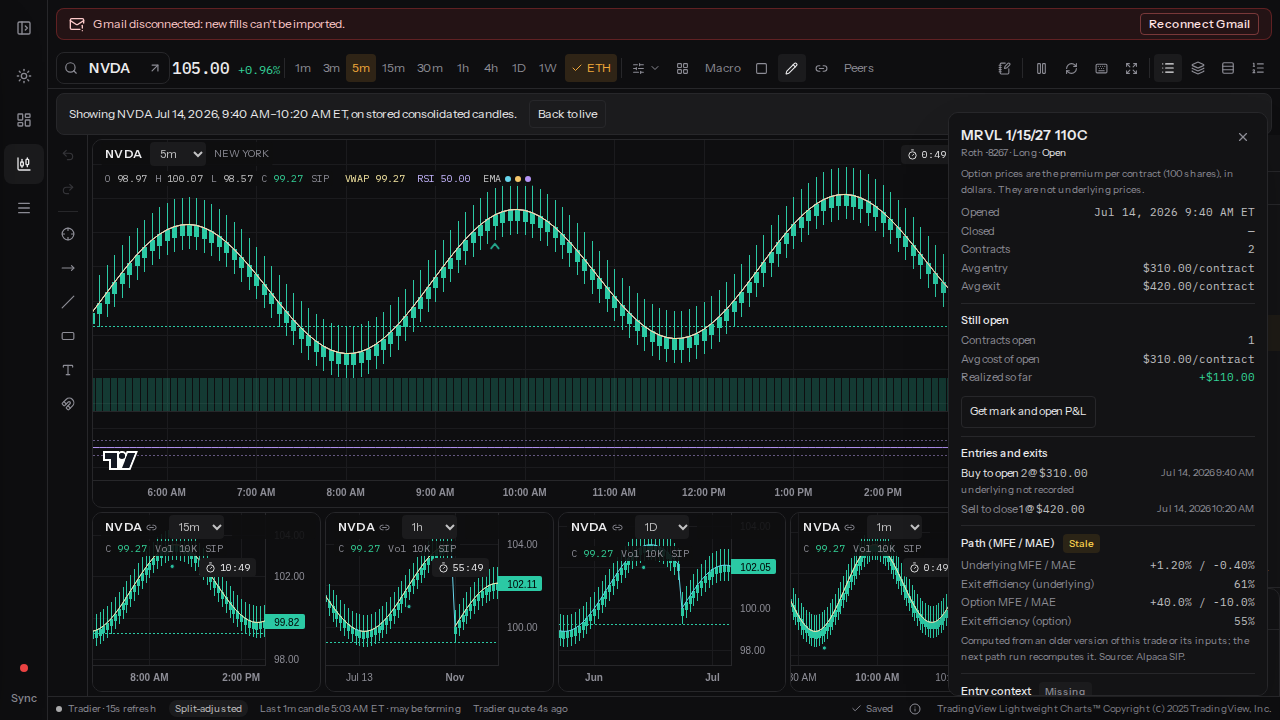 Gmail disconnected: new fills can't be imported.
Reconnect Gmail
NVDA
105.00 +0.96%
1m 3m 5m 15m 30m 1h 4h 1D 1W
ETH
Macro
Peers
Showing NVDA Jul 14, 2026, 9:40 AM–10:20 AM ET, on stored consolidated candles.
Back to live
NVDA 5m NEW YORK
0:49
O 98.97 H 100.07 L 98.57 C 99.27 SIP VWAP 99.27 RSI 50.00 EMA
6:00 AM 7:00 AM 8:00 AM 9:00 AM 10:00 AM 11:00 AM 12:00 PM 1:00 PM 2:00 PM
NVDA 15m
C 99.27 Vol 10K SIP
10:49
104.00
102.00
99.82
98.00
8:00 AM 2:00 PM
NVDA 1h
C 99.27 Vol 10K SIP
55:49
104.00
102.11
100.00
Jul 13 Nov
NVDA 1D
C 99.27 Vol 10K SIP
104.00
102.05
100.00
98.00
Jun Jul
NVDA 1m
C 99.27 Vol 10K SIP
0:49
10:00 AM
MRVL 1/15/27 110C
Roth ·8267 · Long · Open
Option prices are the premium per contract (100 shares), in
dollars. They are not underlying prices.
Opened Jul 14, 2026 9:40 AM ET
Closed —
Contracts 2
Avg entry $310.00/contract
Avg exit $420.00/contract
Still open
Contracts open 1
Avg cost of open $310.00/contract
Realized so far +$110.00
Get mark and open P&L
Entries and exits
Buy to open 2@$310.00 Jul 14, 2026 9:40 AM
underlying not recorded
Sell to close 1@$420.00 Jul 14, 2026 10:20 AM
Path (MFE / MAE) Stale
Underlying MFE / MAE +1.20% / -0.40%
Exit efficiency (underlying) 61%
Option MFE / MAE +40.0% / -10.0%
Exit efficiency (option) 55%
Computed from an older version of this trade or its inputs; the
next path run recomputes it. Source: Alpaca SIP.
Entry context Missing
Sync
Tradier · 15s refresh
Split-adjusted
Last 1m candle 5:03 AM ET · may be forming
Tradier quote 4s ago
Saved
TradingView Lightweight Charts™ Copyright (c) 2025 TradingView, Inc.